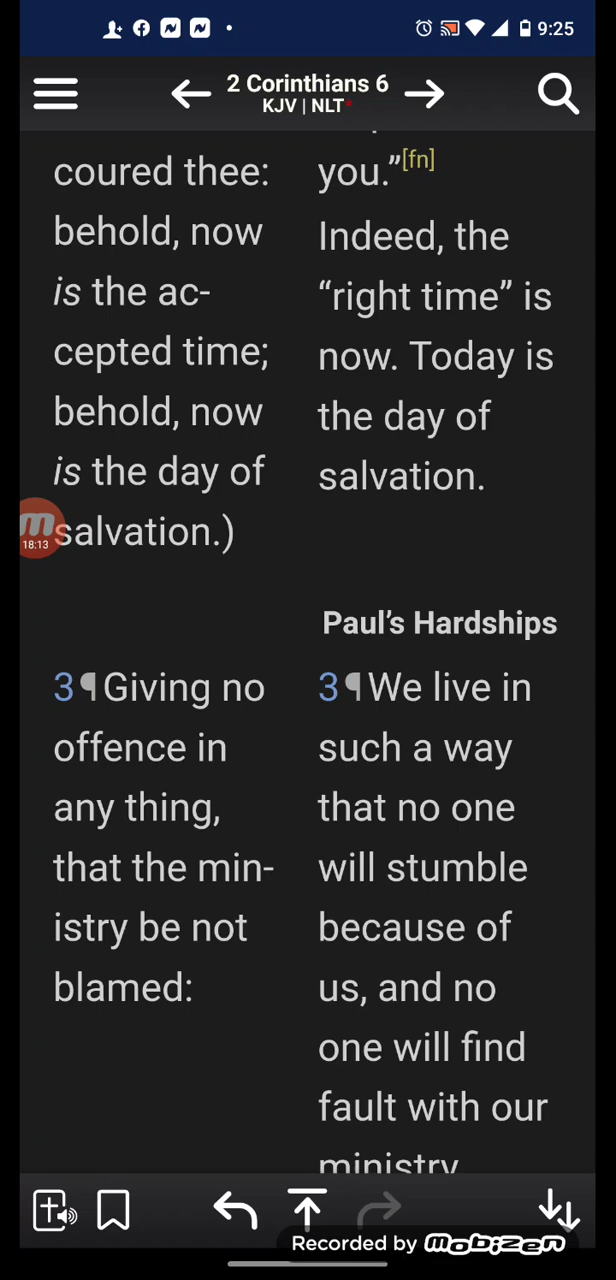 9:25
2 Corinthians 6
KJV | NLT*
coured thee:
behold, now
is the ac-
cepted time;
behold, now
is the day of
salvation.)
you.”[fn]
Indeed, the
“right time” is
now. Today is
the day of
salvation.
18:13
Paul’s Hardships
3 ¶ Giving no
offence in
any thing,
that the min-
istry be not
blamed:
3 ¶ We live in
such a way
that no one
will stumble
because of
us, and no
one will find
fault with our
ministry
Recorded by mobizen